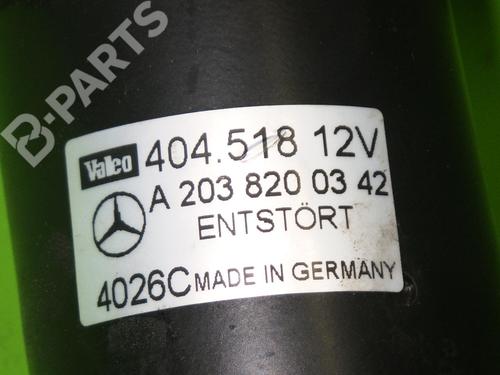 B-PARTS
Valeo 404.518 12V
A 203 820 03 42
ENTSTÖRT
4026C MADE IN GERMANY